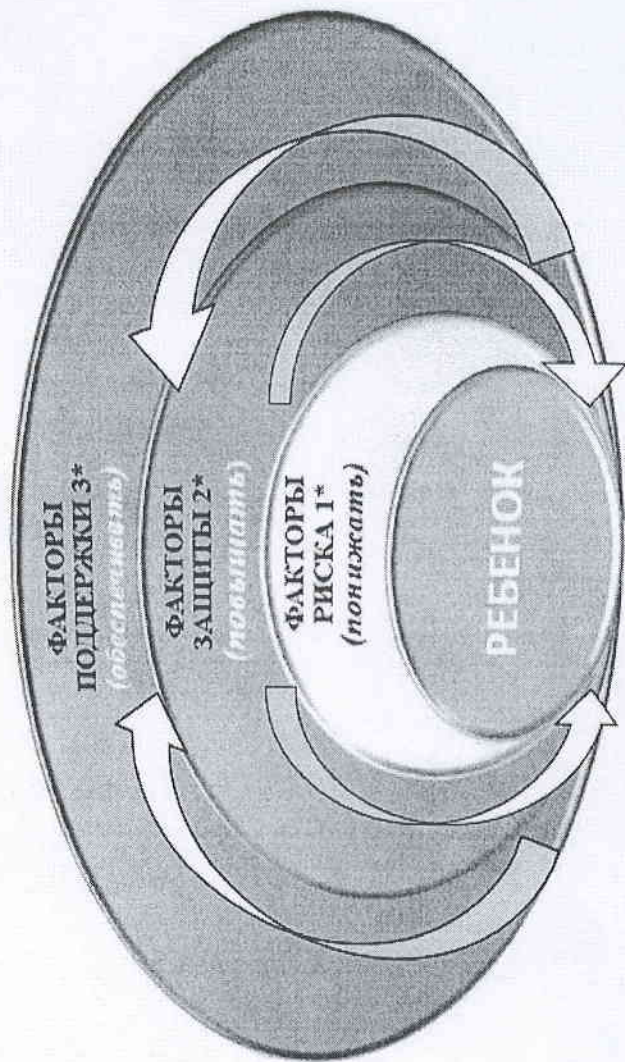 ФАКТОРЫ
ПОДДЕРЖКИ 3*
(обеспечивать)
ФАКТОРЫ
ЗАЩИТЫ 2*
(повышать)
ФАКТОРЫ
РИСКА 1*
(понижать)
РЕБЕНОК